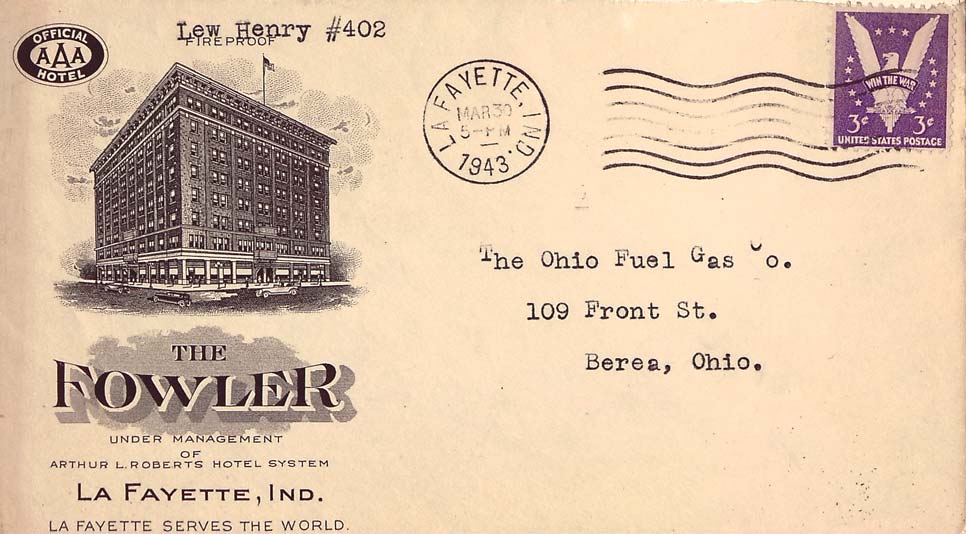 Lew Henry #402
FIREPROOF
OFFICIAL
AAA
HOTEL
LA FAYETTE, IND.
MAR 30
5-PM
1943
WIN THE WAR
3¢ 3¢
UNITED STATES POSTAGE
The Ohio Fuel Gas Co.
109 Front St.
Berea, Ohio.
THE
FOWLER
UNDER MANAGEMENT
OF
ARTHUR L. ROBERTS HOTEL SYSTEM
LA FAYETTE, IND.
LA FAYETTE SERVES THE WORLD.